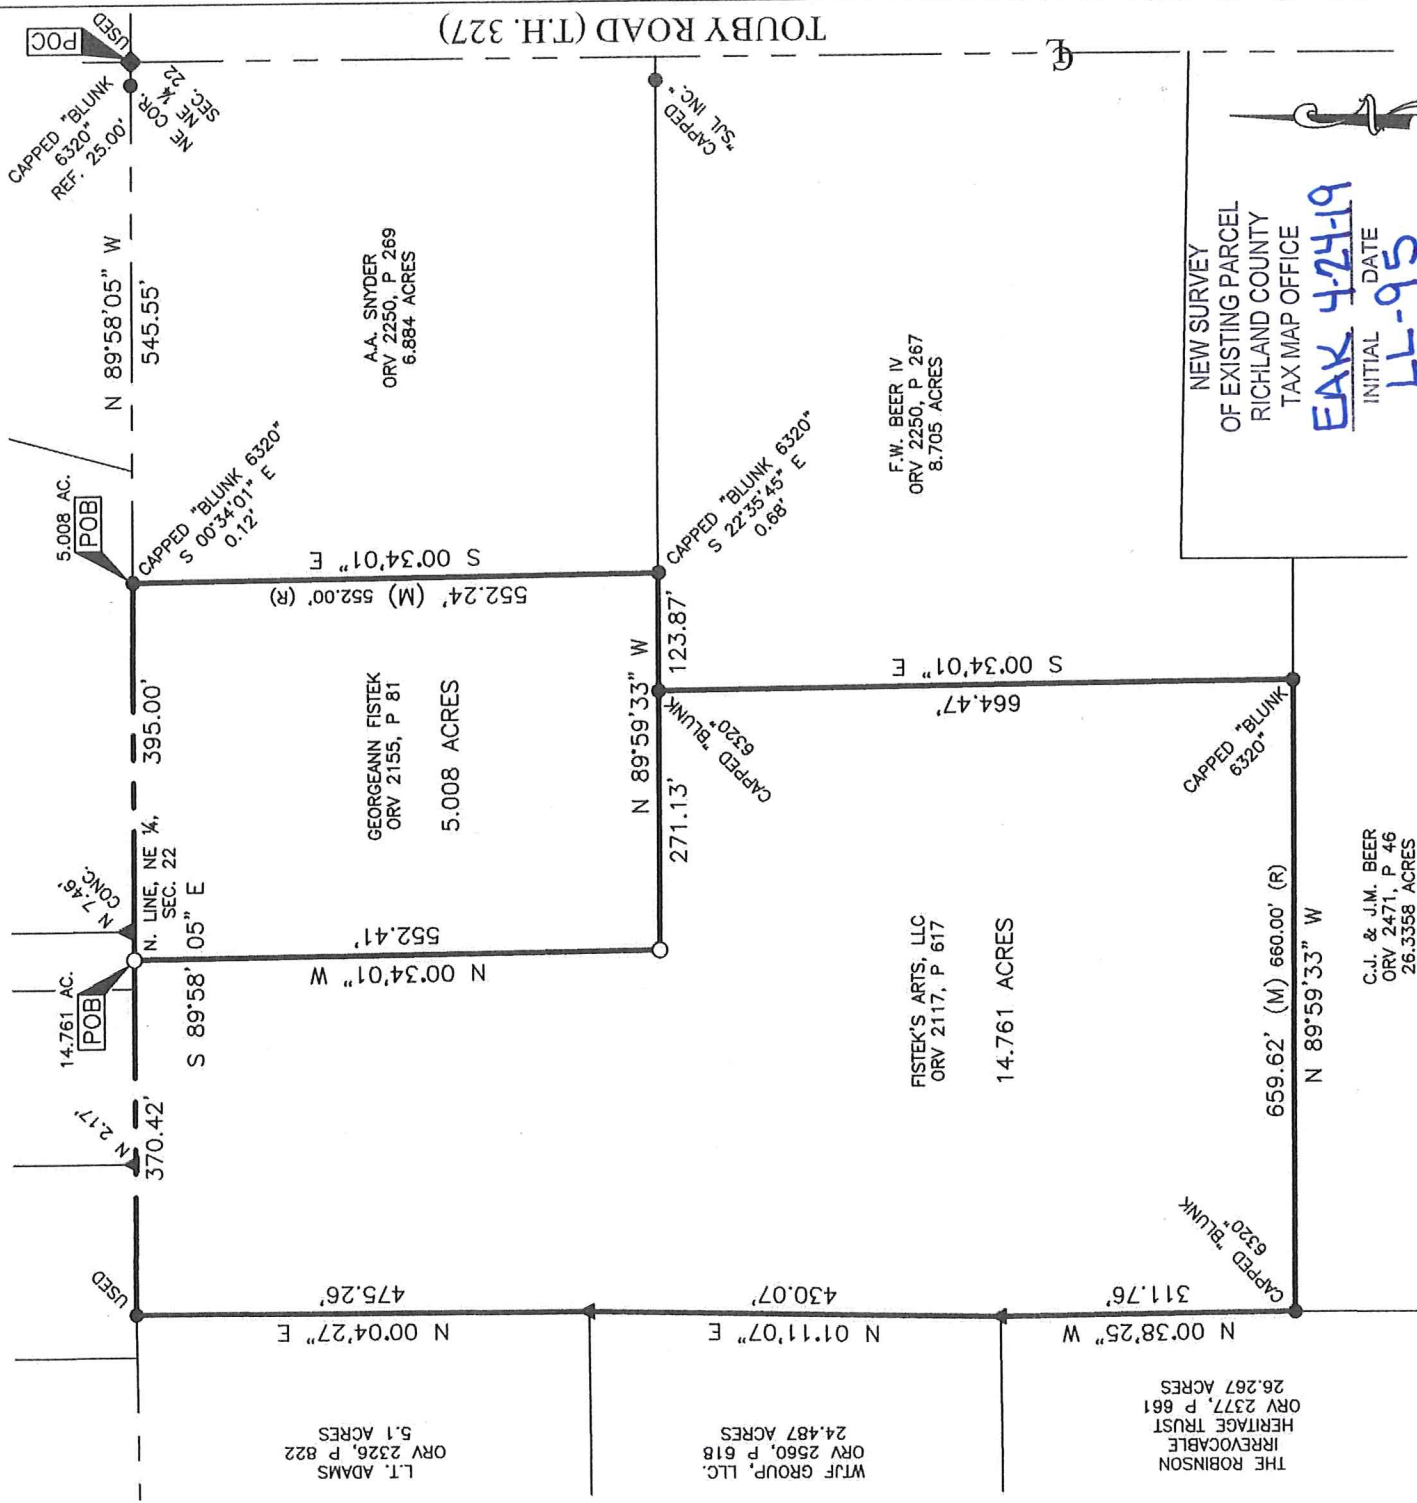 TOUBY ROAD (T.H. 327)
POC
USED
CAPPED "BLUNK
6320"
REF. 25.00'
NE COR.
NE 1/4
SEC. 22
N 89°58'05" W
545.55'
CAPPED
"SJL INC."
℄
A.A. SNYDER
ORV 2250, P 269
6.884 ACRES
F.W. BEER IV
ORV 2250, P 267
8.705 ACRES
NEW SURVEY
OF EXISTING PARCEL
RICHLAND COUNTY
TAX MAP OFFICE
EAK 4-24-19
INITIAL DATE
LL-95
5.008 AC.
POB
CAPPED "BLUNK 6320"
S 00°34'01" E
0.12'
S 00°34'01" E
552.24' (M) 552.00' (R)
CAPPED "BLUNK 6320"
S 22°35'45" E
0.68'
395.00'
GEORGEANN FISTEK
ORV 2155, P 81
5.008 ACRES
N 89°59'33" W
123.87'
271.13'
CAPPED "BLUNK
6320"
S 00°34'01" E
664.47'
CAPPED "BLUNK
6320"
N 7.46'
CONC.
N. LINE, NE ¼,
SEC. 22
S 89°58' 05" E
14.761 AC.
POB
552.41'
N 00°34'01" W
FISTEK'S ARTS, LLC
ORV 2117, P 617
14.761 ACRES
659.62' (M) 660.00' (R)
N 89°59'33" W
C.J. & J.M. BEER
ORV 2471, P 46
26.3358 ACRES
N 2.17'
370.42'
USED
475.26'
N 00°04'27" E
430.07'
N 01°11'07" E
311.76'
N 00°38'25" W
CAPPED "BLUNK
6320"
L.T. ADAMS
ORV 2326, P 822
5.1 ACRES
WTJF GROUP, LLC.
ORV 2560, P 618
24.487 ACRES
THE ROBINSON
IRREVOCABLE
HERITAGE TRUST
ORV 2377, P 661
26.267 ACRES